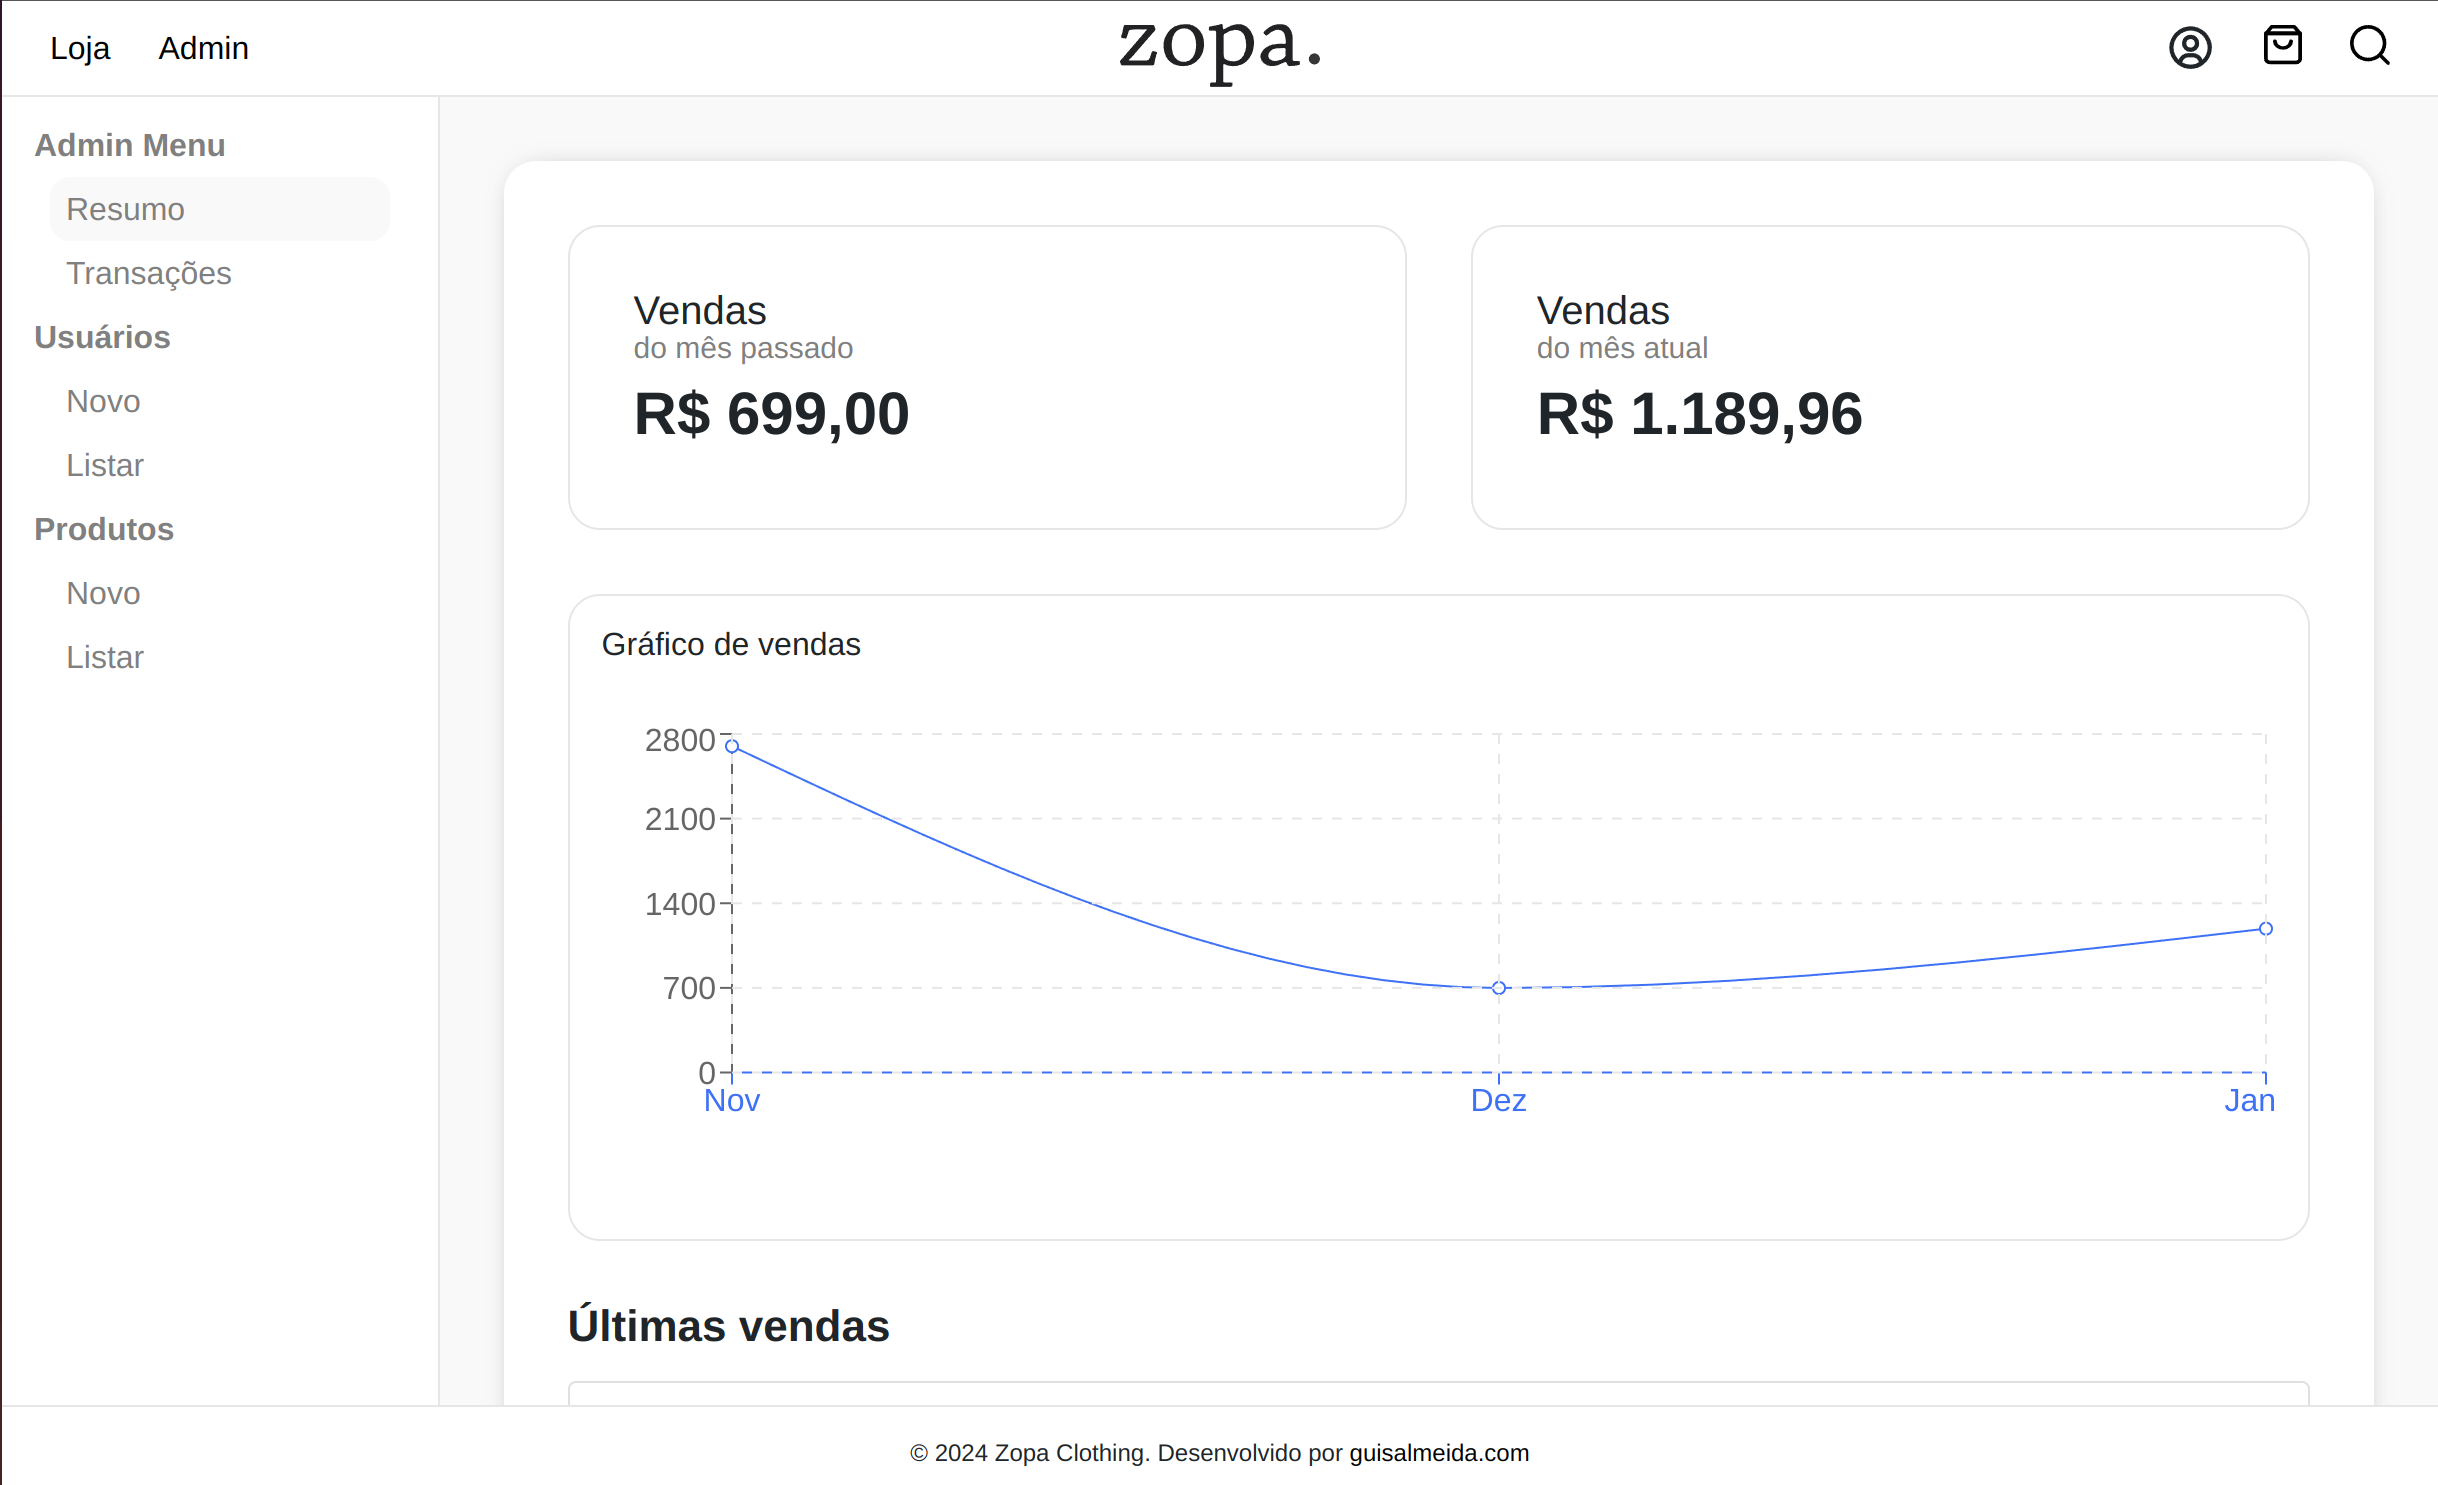 Loja Admin
zopa.
Admin Menu
Resumo
Transações
Usuários
Novo
Listar
Produtos
Novo
Listar
Vendas
do mês passado
R$ 699,00
Vendas
do mês atual
R$ 1.189,96
Gráfico de vendas
2800
2100
1400
700
0
Nov Dez Jan
Últimas vendas
© 2024 Zopa Clothing. Desenvolvido por guisalmeida.com